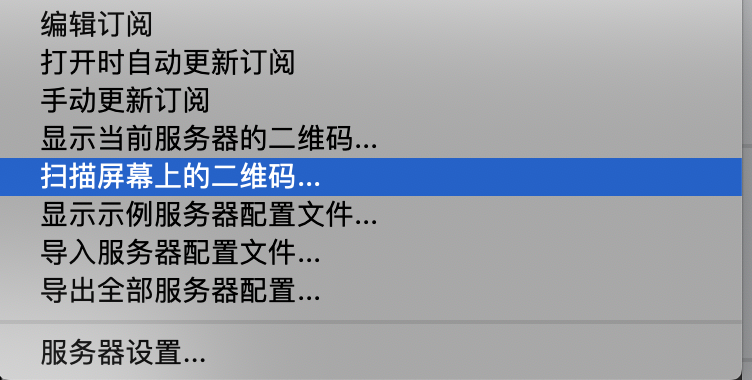 编辑订阅
打开时自动更新订阅
手动更新订阅
显示当前服务器的二维码...
扫描屏幕上的二维码...
显示示例服务器配置文件...
导入服务器配置文件...
导出全部服务器配置...
服务器设置...